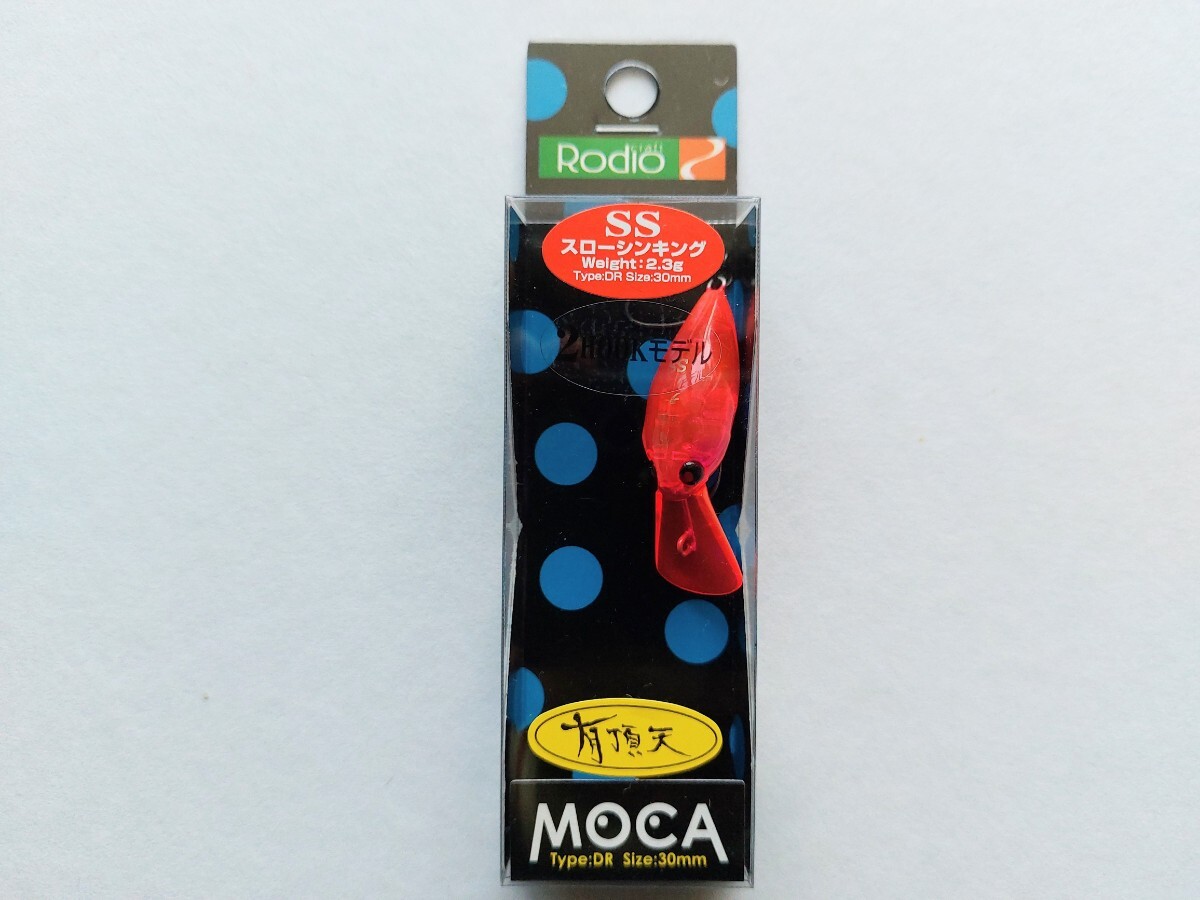 Rodio craft
SS
スローシンキング
Weight:2.3g
Type:DR Size:30mm
2HOOKモデル
有頂天
MOCA
Type:DR Size:30mm